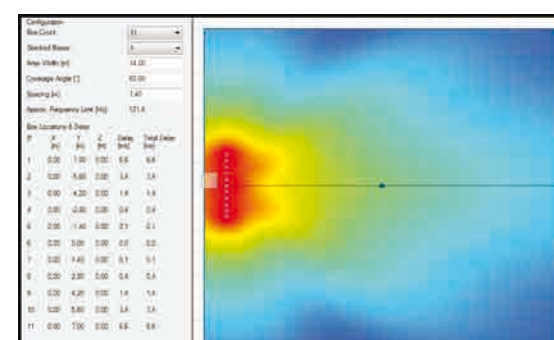 Configuration
Box Count: 11
Stacked Boxes: 1
Array Width [m]: 14.00
Coverage Angle [°]: 60.00
Spacing [m]: 1.40
Approx. Frequency Limit [Hz]: 121.4
Box Locations & Delay
# X [m] Y [m] Z [m] Delay [ms] Total Delay [ms]
1 0.00 -7.00 0.00 6.6 6.6
2 0.00 -5.60 0.00 3.4 3.4
3 0.00 -4.20 0.00 1.4 1.4
4 0.00 -2.80 0.00 0.4 0.4
5 0.00 -1.40 0.00 0.1 0.1
6 0.00 0.00 0.00 0.0 0.0
7 0.00 1.40 0.00 0.1 0.1
8 0.00 2.80 0.00 0.4 0.4
9 0.00 4.20 0.00 1.4 1.4
10 0.00 5.60 0.00 3.4 3.4
11 0.00 7.00 0.00 6.6 6.6